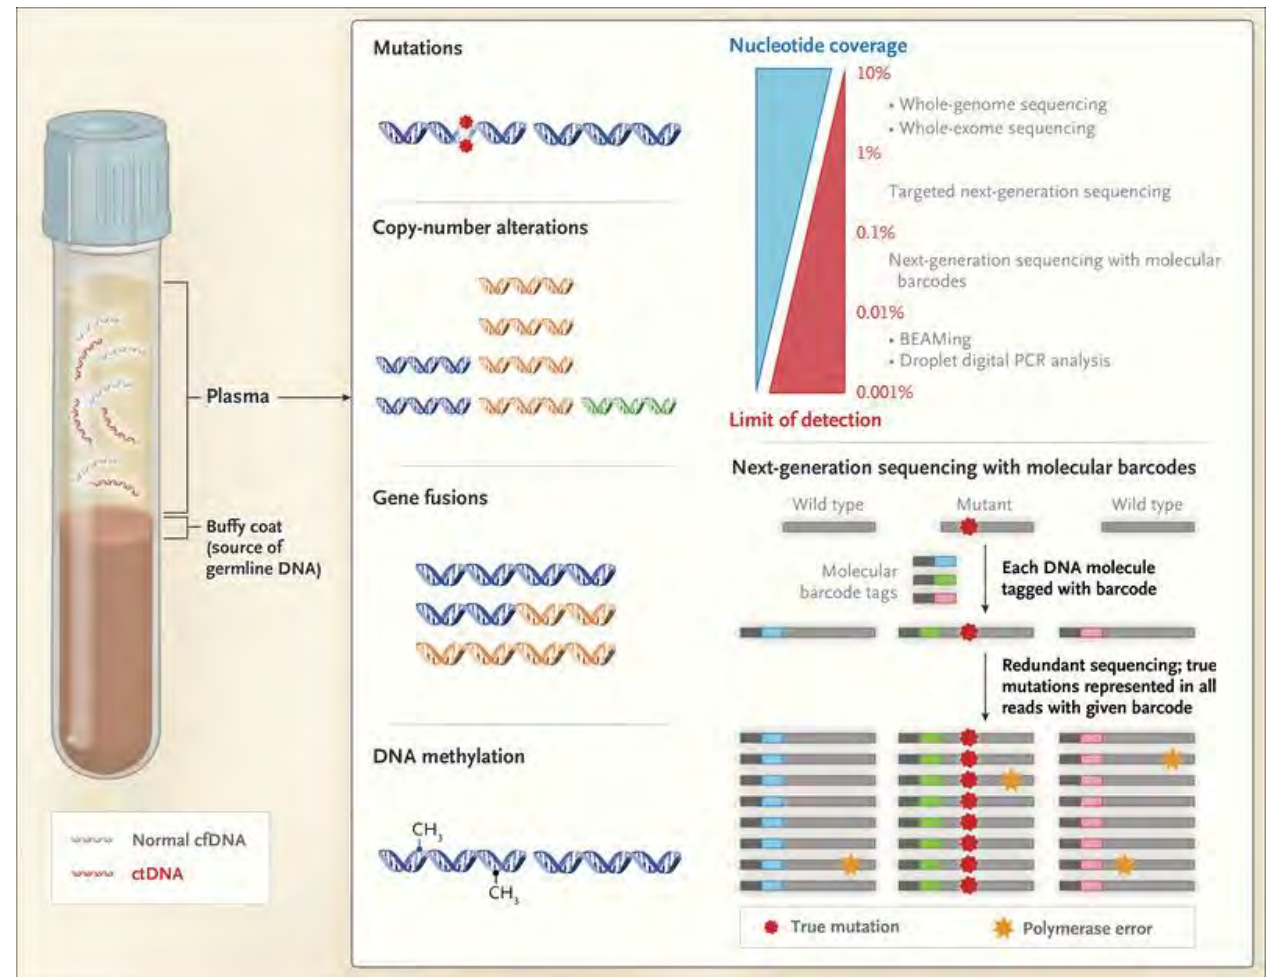 Mutations
Copy-number alterations
Gene fusions
DNA methylation
CH3
CH3
Plasma
Buffy coat
(source of
germline DNA)
Normal cfDNA
ctDNA
Nucleotide coverage
10%
• Whole-genome sequencing
• Whole-exome sequencing
1%
Targeted next-generation sequencing
0.1%
Next-generation sequencing with molecular
barcodes
0.01%
• BEAMing
• Droplet digital PCR analysis
0.001%
Limit of detection
Next-generation sequencing with molecular barcodes
Wild type
Mutant
Wild type
Molecular
barcode tags
Each DNA molecule
tagged with barcode
Redundant sequencing; true
mutations represented in all
reads with given barcode
True mutation
Polymerase error